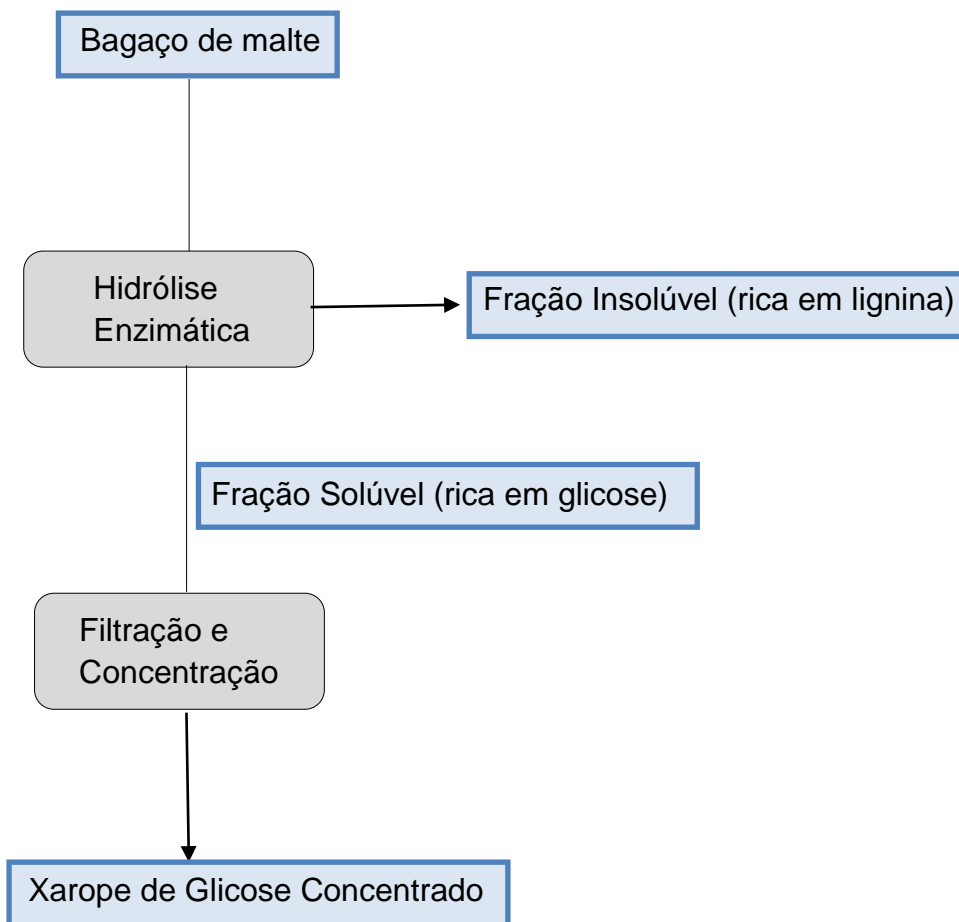 Bagaço de malte
Hidrólise
Enzimática
Fração Insolúvel (rica em lignina)
Fração Solúvel (rica em glicose)
Filtração e
Concentração
Xarope de Glicose Concentrado